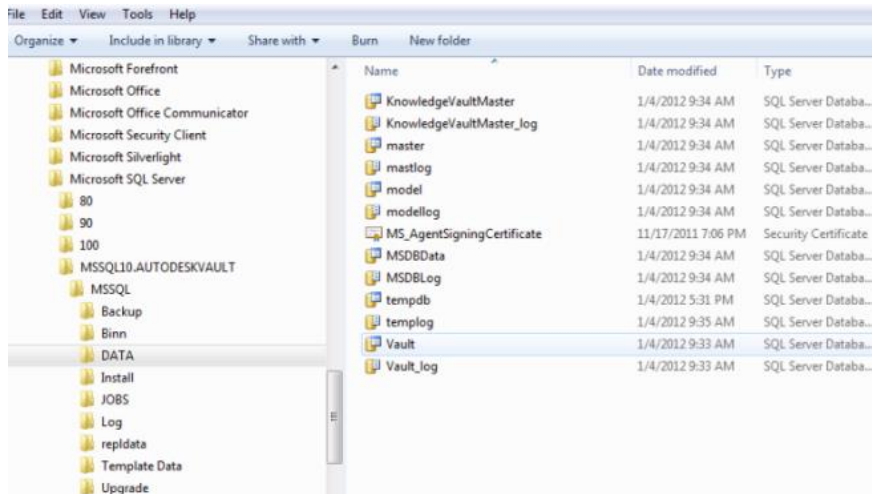 File Edit View Tools Help
Organize Include in library Share with Burn New folder
Microsoft Forefront
Microsoft Office
Microsoft Office Communicator
Microsoft Security Client
Microsoft Silverlight
Microsoft SQL Server
80
90
100
MSSQL10.AUTODESKVAULT
MSSQL
Backup
Binn
DATA
Install
JOBS
Log
repldata
Template Data
Upgrade
Name Date modified Type
KnowledgeVaultMaster 1/4/2012 9:34 AM SQL Server Databa...
KnowledgeVaultMaster_log 1/4/2012 9:34 AM SQL Server Databa...
master 1/4/2012 9:34 AM SQL Server Databa...
mastlog 1/4/2012 9:34 AM SQL Server Databa...
model 1/4/2012 9:34 AM SQL Server Databa...
modellog 1/4/2012 9:34 AM SQL Server Databa...
MS_AgentSigningCertificate 11/17/2011 7:06 PM Security Certificate
MSDBData 1/4/2012 9:34 AM SQL Server Databa...
MSDBLog 1/4/2012 9:34 AM SQL Server Databa...
tempdb 1/4/2012 5:31 PM SQL Server Databa...
templog 1/4/2012 9:35 AM SQL Server Databa...
Vault 1/4/2012 9:33 AM SQL Server Databa...
Vault_log 1/4/2012 9:33 AM SQL Server Databa...